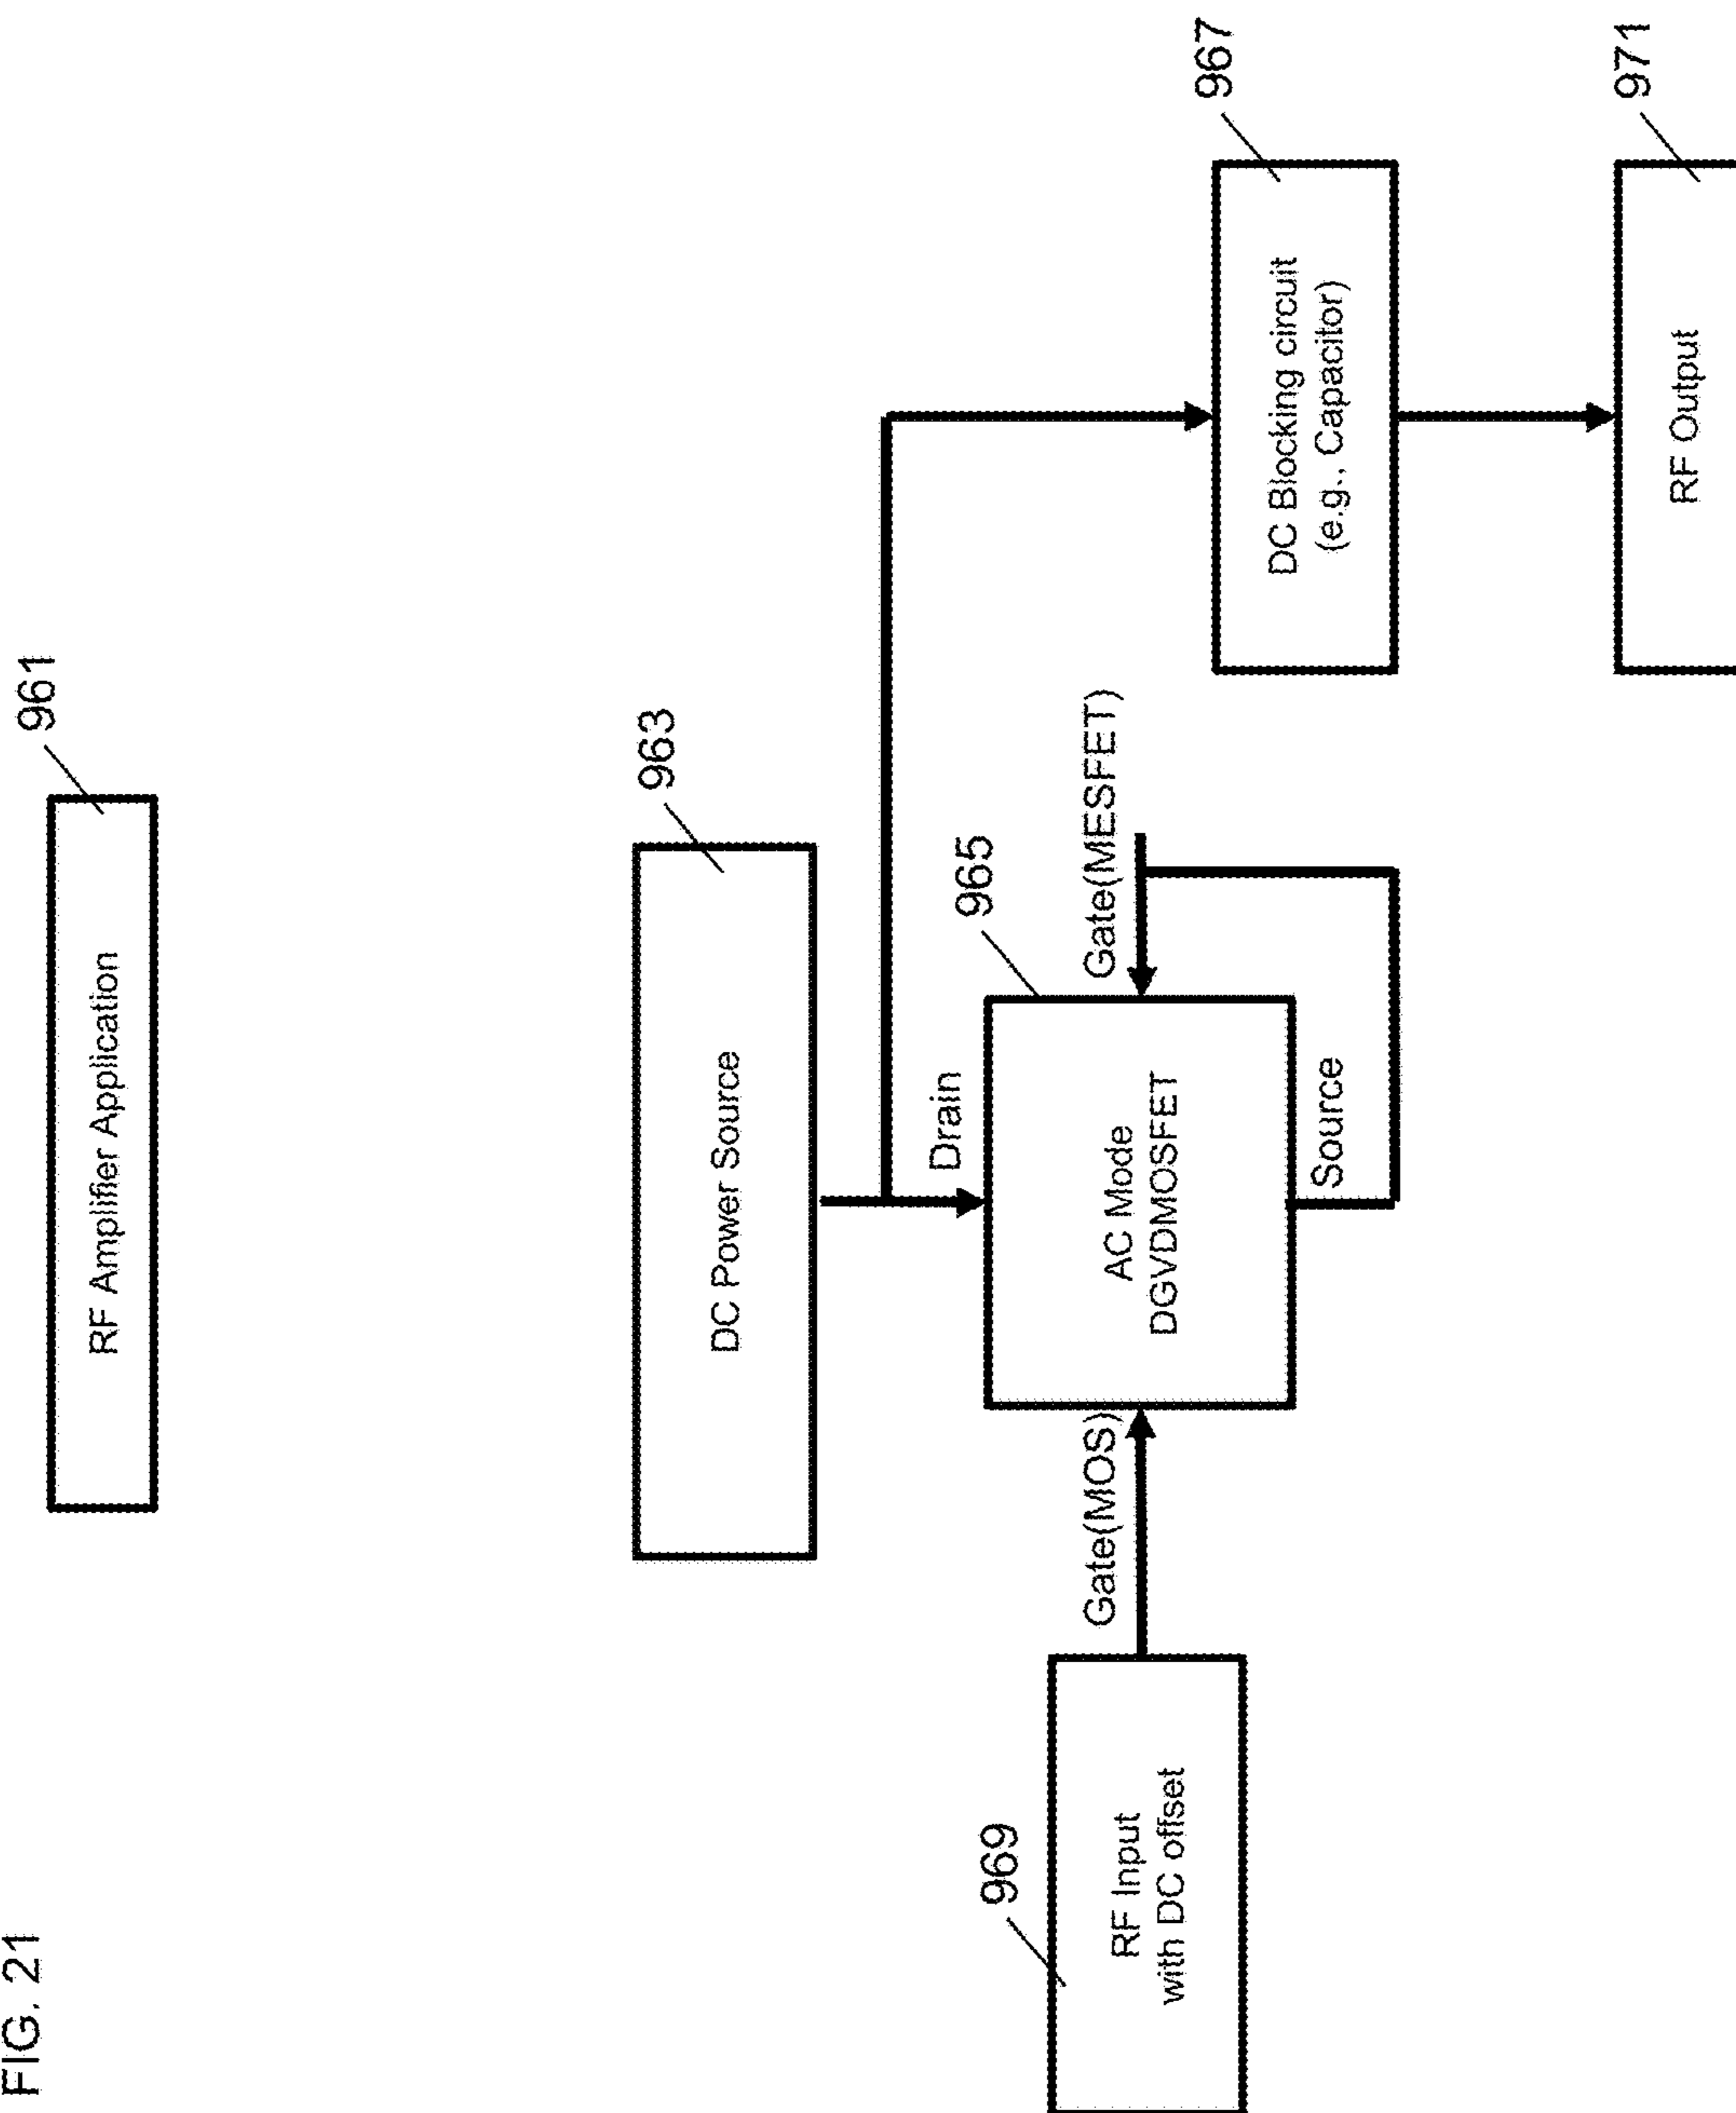 FIG. 21
961
RF Amplifier Application
963
DC Power Source
Drain
965
969
RF Input
with DC offset
Gate(MOS)
AC Mode
DGVDMOSFET
Gate(MESFET)
Source
967
DC Blocking circuit
(e.g., Capacitor)
971
RF Output